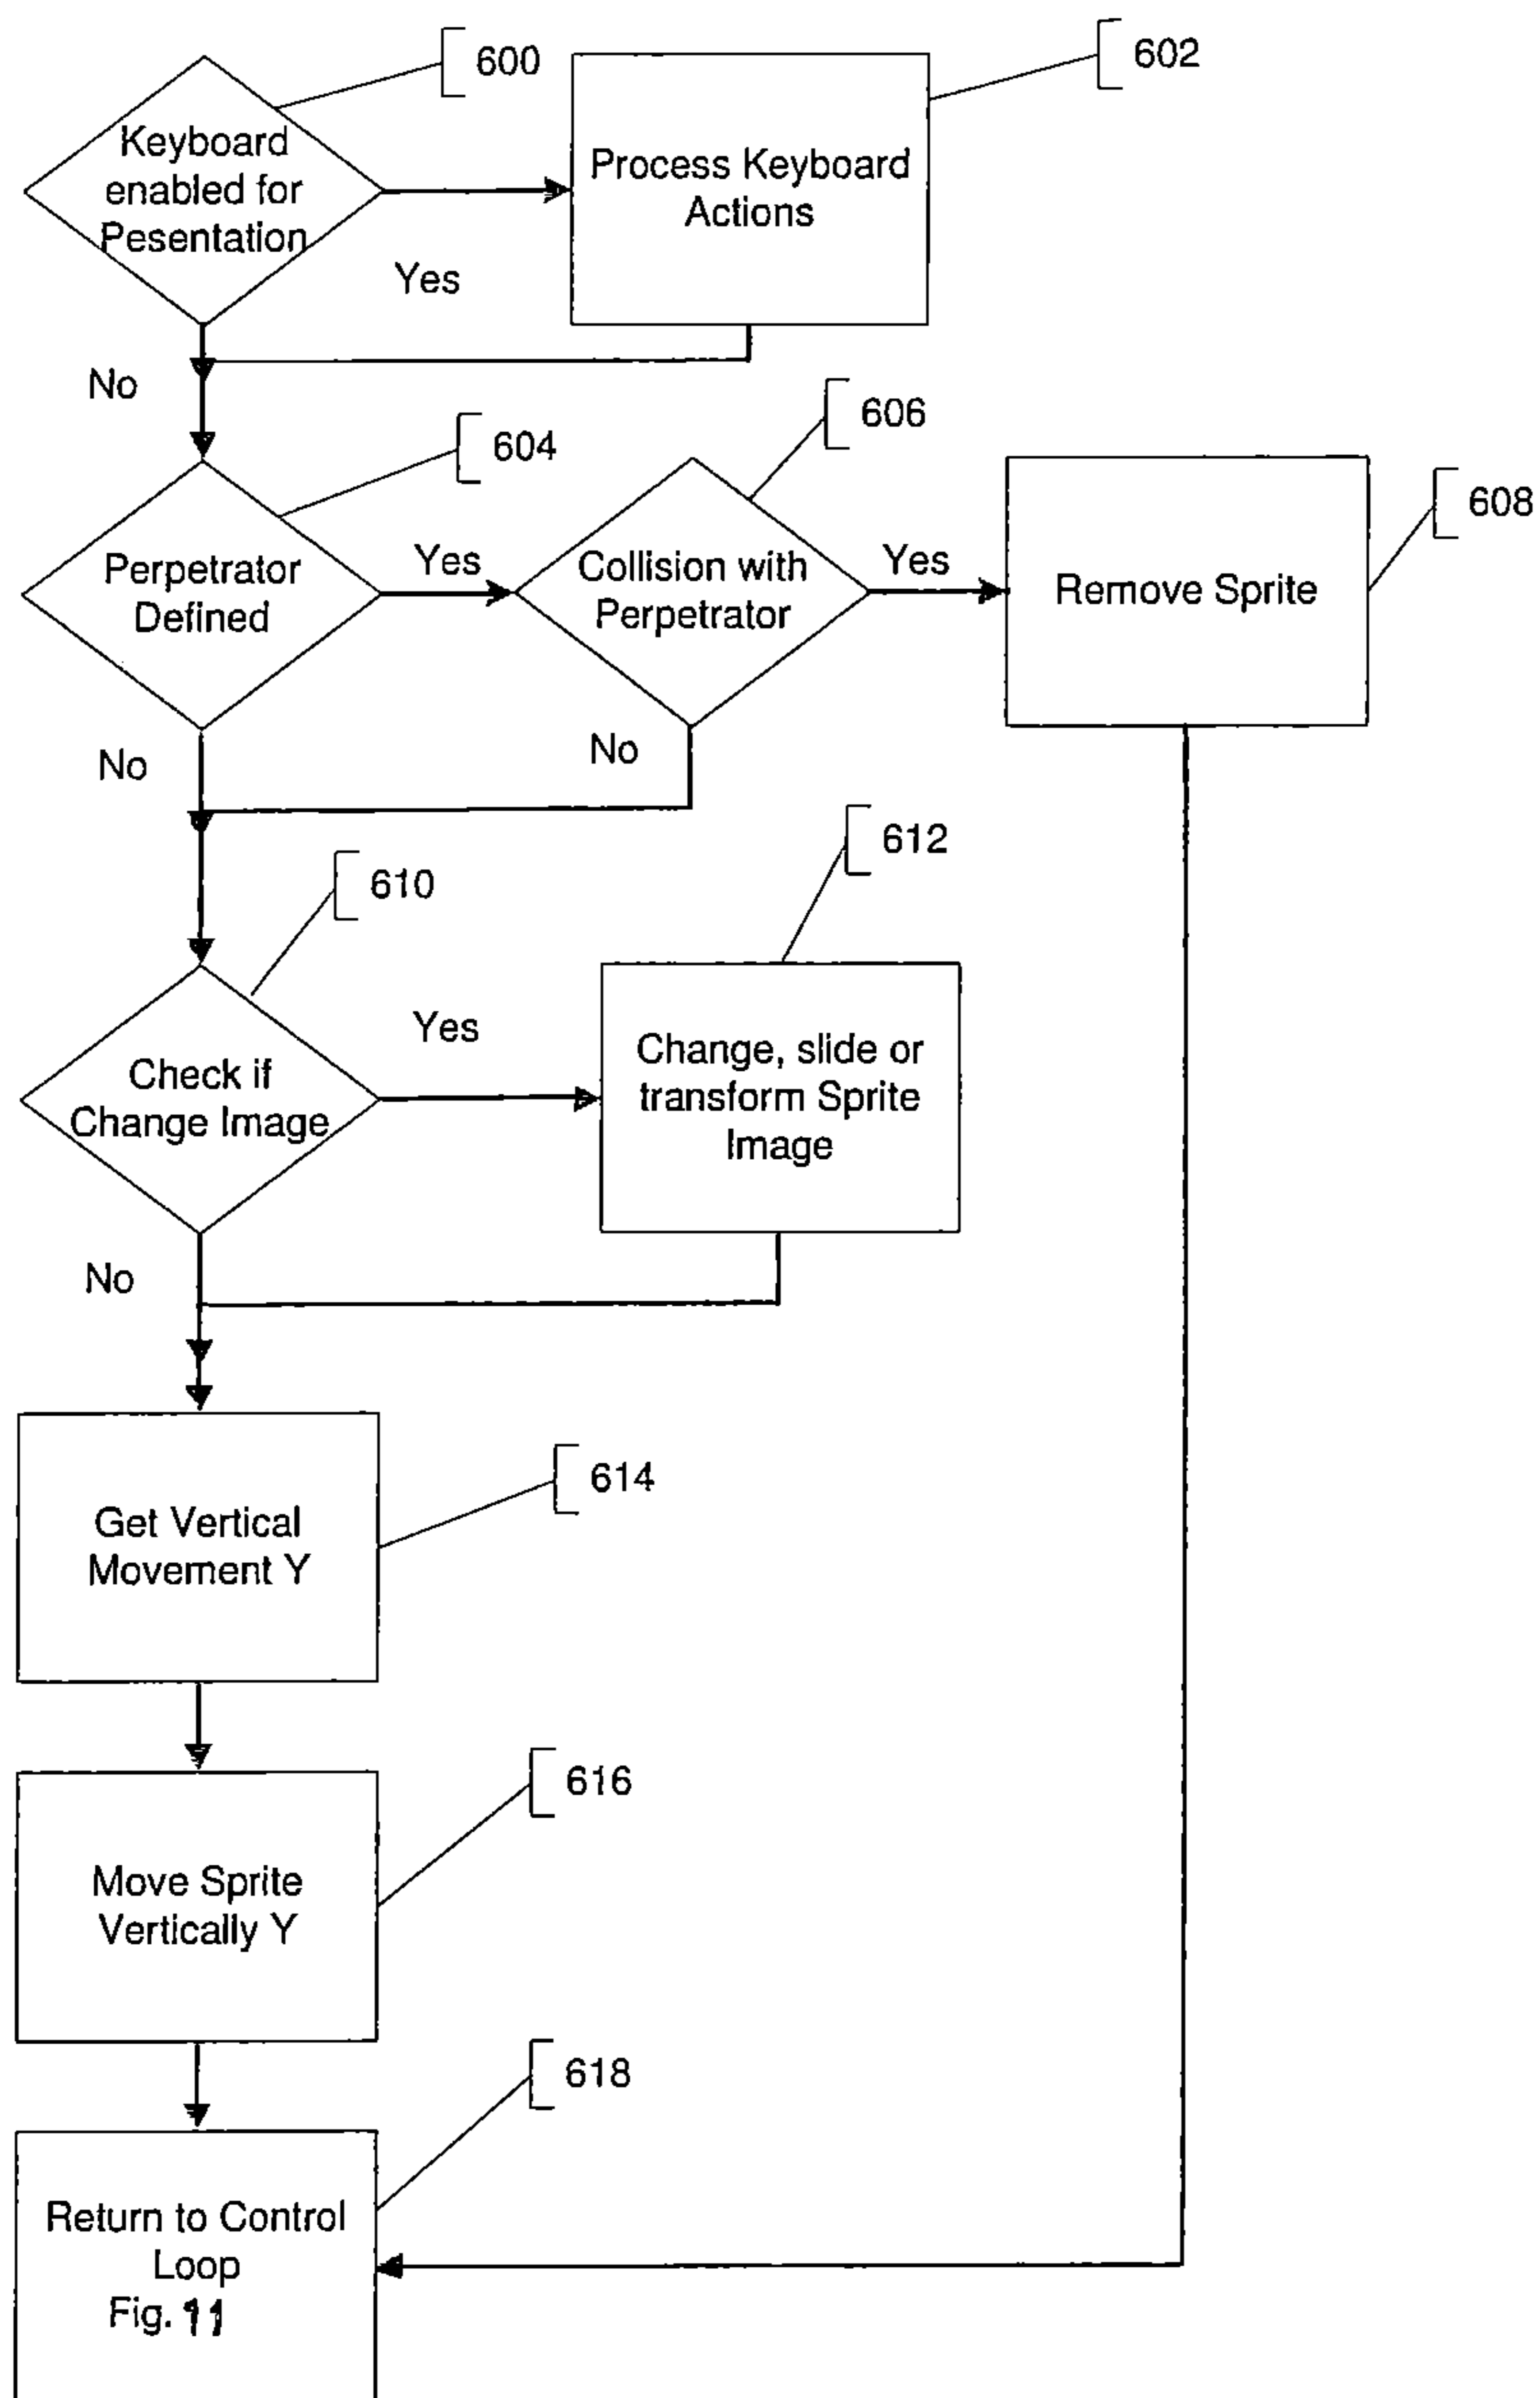 600
602
Keyboard
enabled for
Pesentation
Process Keyboard
Actions
Yes
No
604
606
608
Perpetrator
Defined
Yes
Collision with
Perpetrator
Yes
Remove Sprite
No
No
610
612
Check if
Change Image
Yes
Change, slide or
transform Sprite
Image
No
614
Get Vertical
Movement Y
616
Move Sprite
Vertically Y
618
Return to Control
Loop
Fig. 11